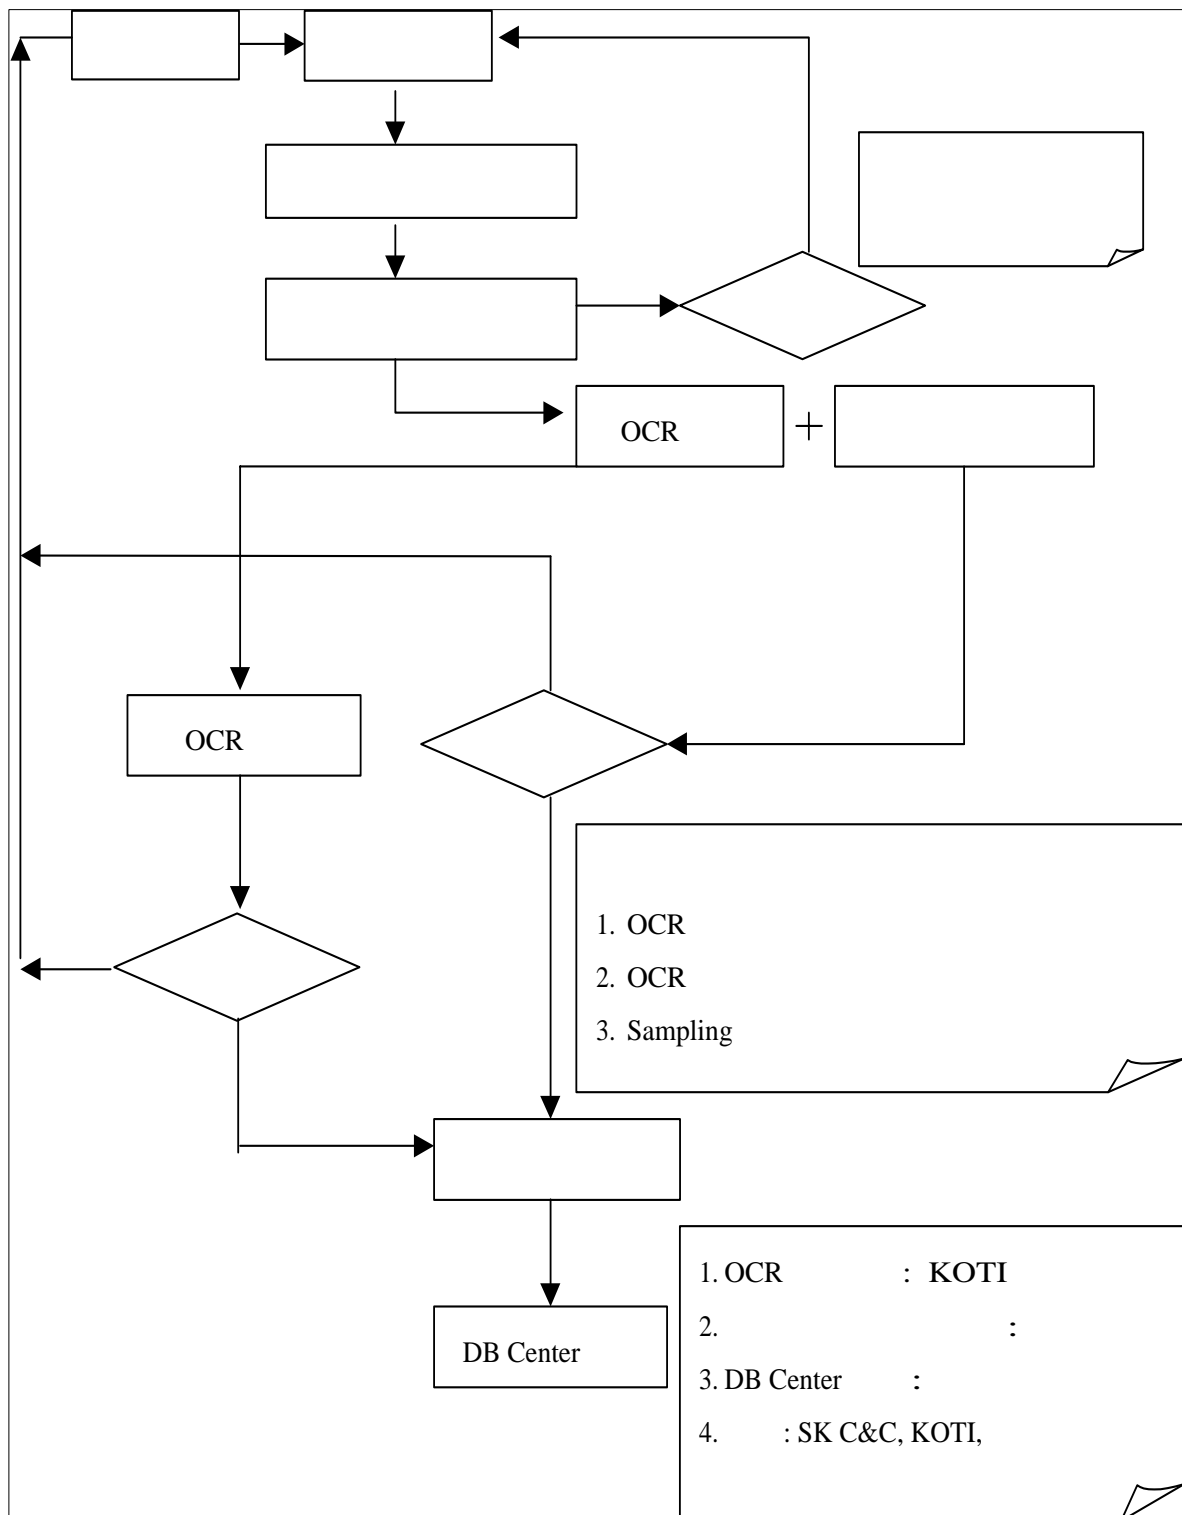 OCR +
OCR
1. OCR
2. OCR
3. Sampling
1. OCR : KOTI
2. :
3. DB Center :
4. : SK C&C, KOTI,
DB Center